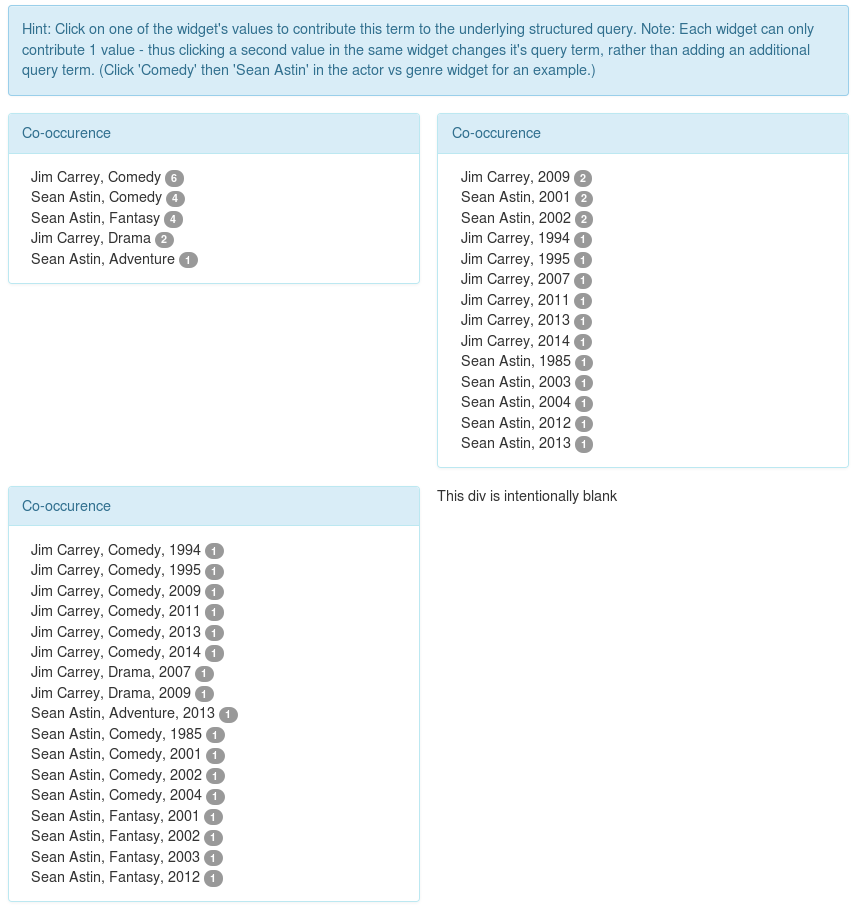 Hint: Click on one of the widget's values to contribute this term to the underlying structured query. Note: Each widget can only
contribute 1 value - thus clicking a second value in the same widget changes it's query term, rather than adding an additional
query term. (Click 'Comedy' then 'Sean Astin' in the actor vs genre widget for an example.)
Co-occurence
Jim Carrey, Comedy 6
Sean Astin, Comedy 4
Sean Astin, Fantasy 4
Jim Carrey, Drama 2
Sean Astin, Adventure 1
Co-occurence
Jim Carrey, 2009 2
Sean Astin, 2001 2
Sean Astin, 2002 2
Jim Carrey, 1994 1
Jim Carrey, 1995 1
Jim Carrey, 2007 1
Jim Carrey, 2011 1
Jim Carrey, 2013 1
Jim Carrey, 2014 1
Sean Astin, 1985 1
Sean Astin, 2003 1
Sean Astin, 2004 1
Sean Astin, 2012 1
Sean Astin, 2013 1
Co-occurence
Jim Carrey, Comedy, 1994 1
Jim Carrey, Comedy, 1995 1
Jim Carrey, Comedy, 2009 1
Jim Carrey, Comedy, 2011 1
Jim Carrey, Comedy, 2013 1
Jim Carrey, Comedy, 2014 1
Jim Carrey, Drama, 2007 1
Jim Carrey, Drama, 2009 1
Sean Astin, Adventure, 2013 1
Sean Astin, Comedy, 1985 1
Sean Astin, Comedy, 2001 1
Sean Astin, Comedy, 2002 1
Sean Astin, Comedy, 2004 1
Sean Astin, Fantasy, 2001 1
Sean Astin, Fantasy, 2002 1
Sean Astin, Fantasy, 2003 1
Sean Astin, Fantasy, 2012 1
This div is intentionally blank